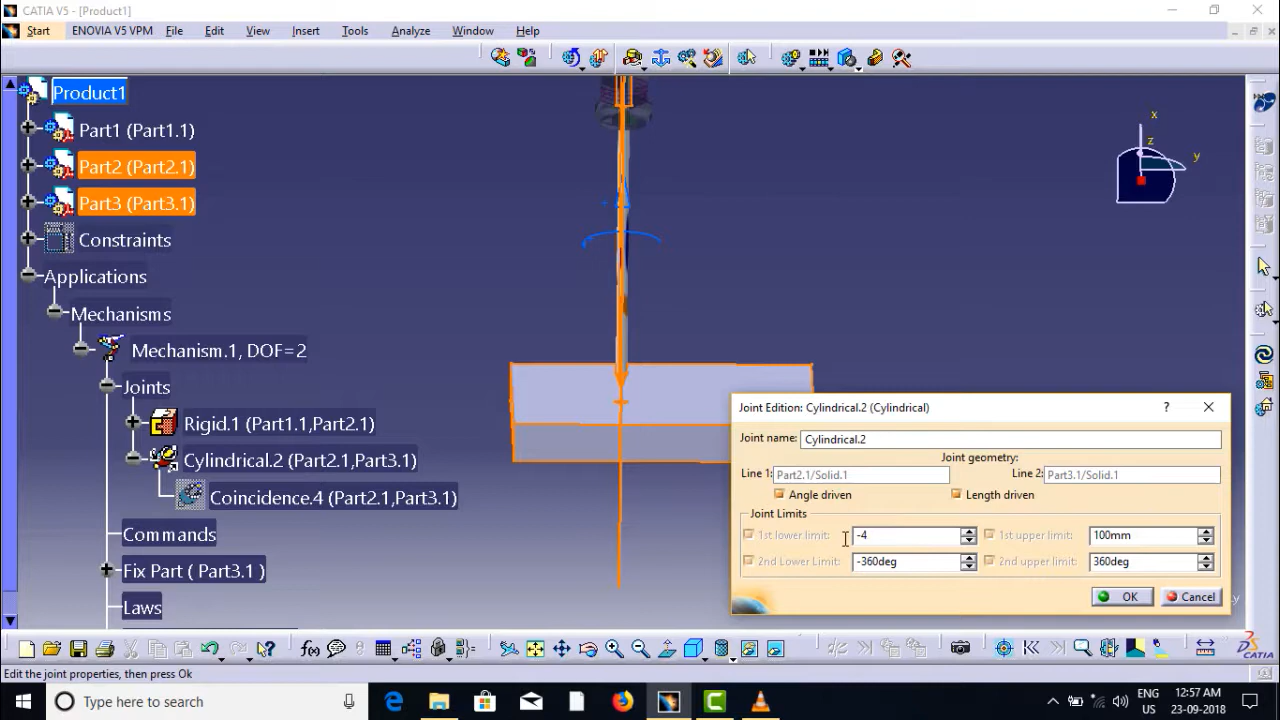 CATIA V5 - [Product1]
Start ENOVIA V5 VPM File Edit View Insert Tools Analyze Window Help
Product1
Part1 (Part1.1)
Part2 (Part2.1)
Part3 (Part3.1)
Constraints
Applications
Mechanisms
Mechanism.1, DOF=2
Joints
Rigid.1 (Part1.1,Part2.1)
Cylindrical.2 (Part2.1,Part3.1)
Coincidence.4 (Part2.1,Part3.1)
Commands
Fix Part ( Part3.1 )
Laws
x
z
y
Joint Edition: Cylindrical.2 (Cylindrical)
Joint name: Cylindrical.2
Joint geometry:
Line 1: Part2.1/Solid.1 Line 2: Part3.1/Solid.1
Angle driven Length driven
Joint Limits
1st lower limit: -4 1st upper limit: 100mm
2nd Lower Limit: -360deg 2nd upper limit: 360deg
OK Cancel
f(x)
CATIA
Edit the joint properties, then press Ok
Type here to search
ENG 12:57 AM
US 23-09-2018